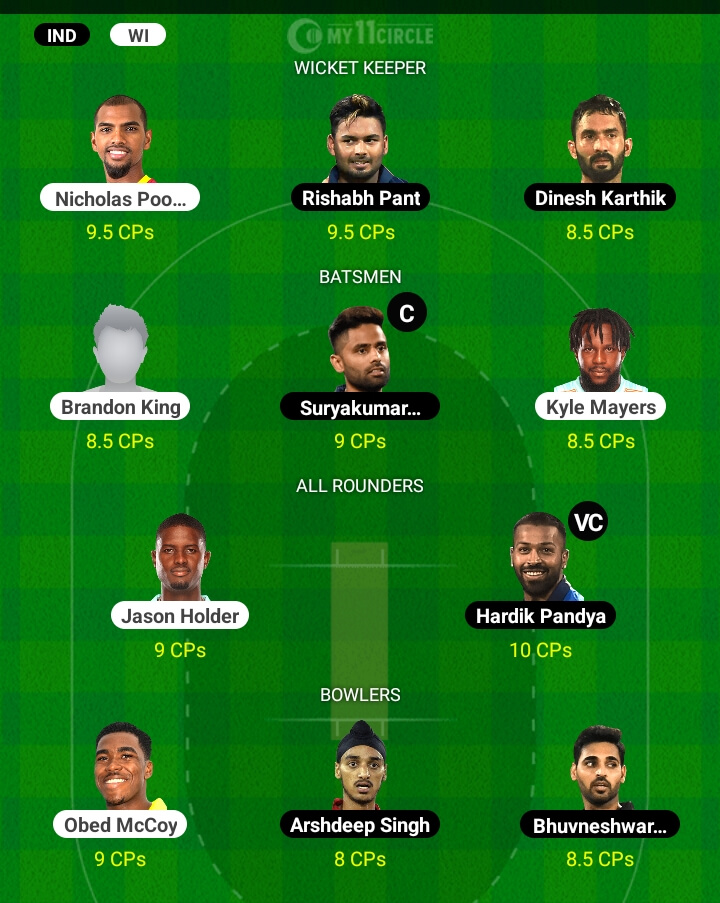 IND WI MY11CIRCLE
WICKET KEEPER
Nicholas Poo... Rishabh Pant Dinesh Karthik
9.5 CPs 9.5 CPs 8.5 CPs
BATSMEN
C
Brandon King Suryakumar... Kyle Mayers
8.5 CPs 9 CPs 8.5 CPs
ALL ROUNDERS
VC
Jason Holder Hardik Pandya
9 CPs 10 CPs
BOWLERS
Obed McCoy Arshdeep Singh Bhuvneshwar...
9 CPs 8 CPs 8.5 CPs